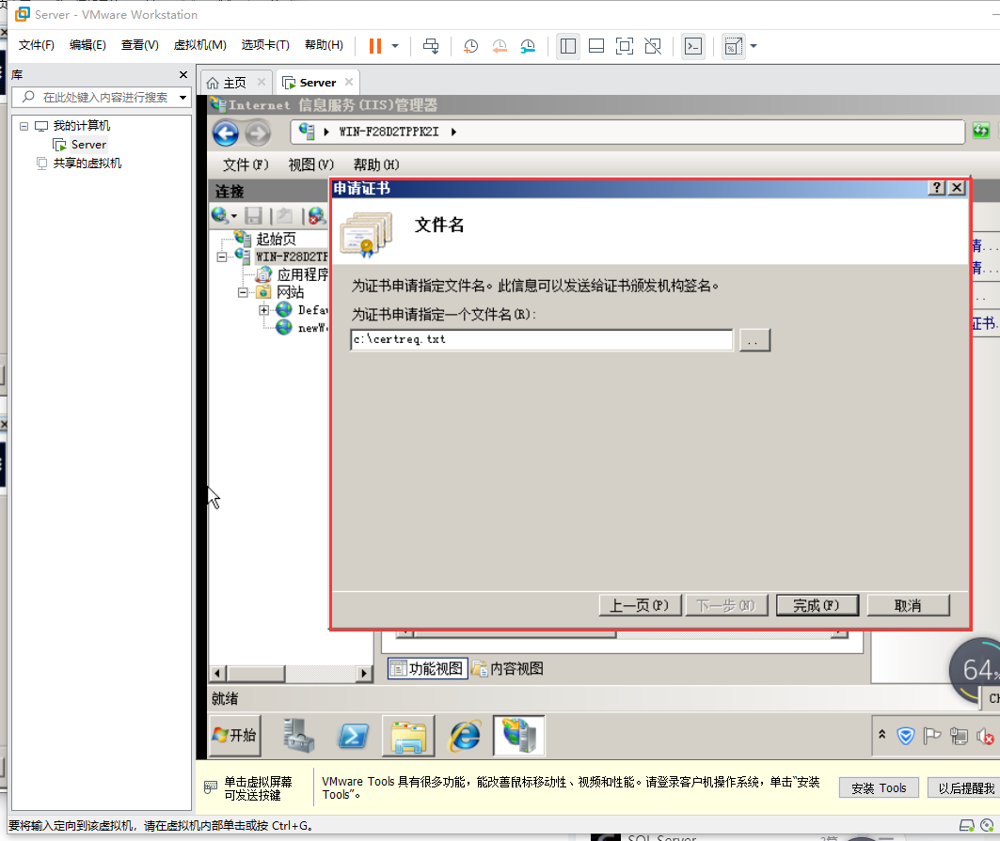 Server - VMware Workstation
文件(F) 编辑(E) 查看(V) 虚拟机(M) 选项卡(T) 帮助(H)
库
在此处键入内容进行搜索
我的计算机
Server
共享的虚拟机
主页
Server
Internet 信息服务(IIS)管理器
WIN-F28D2TPPK2I
文件(F) 视图(V) 帮助(H)
连接
起始页
WIN-F28D2TP
应用程序
网站
Defau
newW
申请证书
文件名
为证书申请指定文件名。此信息可以发送给证书颁发机构签名。
为证书申请指定一个文件名(R):
c:\certreq.txt
..
上一页(P) 下一步(N) 完成(F) 取消
请...
请...
..
证书.
功能视图 内容视图
就绪
64%
CH
开始
单击虚拟屏幕
可发送按键
VMware Tools 具有很多功能，能改善鼠标移动性、视频和性能。请登录客户机操作系统，单击“安装
Tools”。
安装 Tools
以后提醒我
要将输入定向到该虚拟机，请在虚拟机内部单击或按 Ctrl+G。
SQL Server